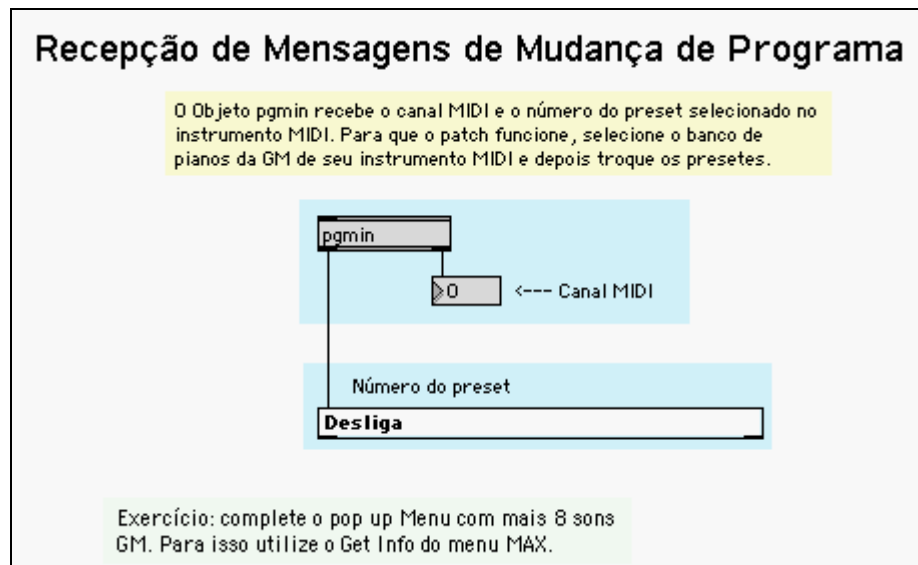 Recepção de Mensagens de Mudança de Programa
O Objeto pgmin recebe o canal MIDI e o número do preset selecionado no
instrumento MIDI. Para que o patch funcione, selecione o banco de
pianos da GM de seu instrumento MIDI e depois troque os presetes.
pgmin
0 <--- Canal MIDI
Número do preset
Desliga
Exercício: complete o pop up Menu com mais 8 sons
GM. Para isso utilize o Get Info do menu MAX.